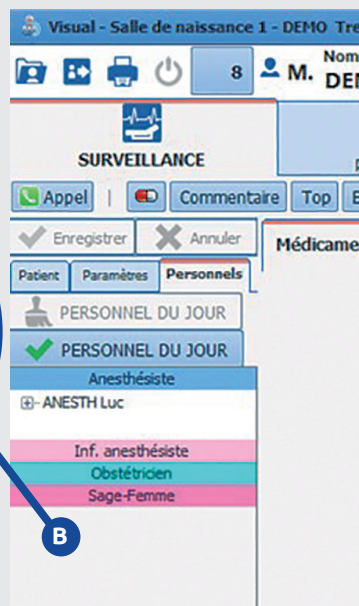 Visual - Salle de naissance 1 - DEMO Tre
8
M.
Nom
DEM
SURVEILLANCE
Appel
Commentaire
Top
Enregistrer
Annuler
Médicame
Patient
Paramètres
Personnels
PERSONNEL DU JOUR
PERSONNEL DU JOUR
Anesthésiste
ANESTH Luc
Inf. anesthésiste
Obstétricien
Sage-Femme
B